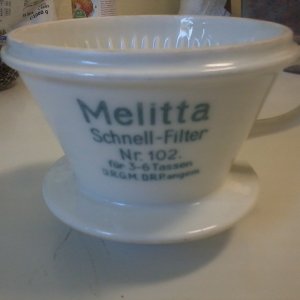 Melitta
Schnell-Filter
Nr. 102.
für 3-6 Tassen
D.R.G.M. D.R.P. angem.